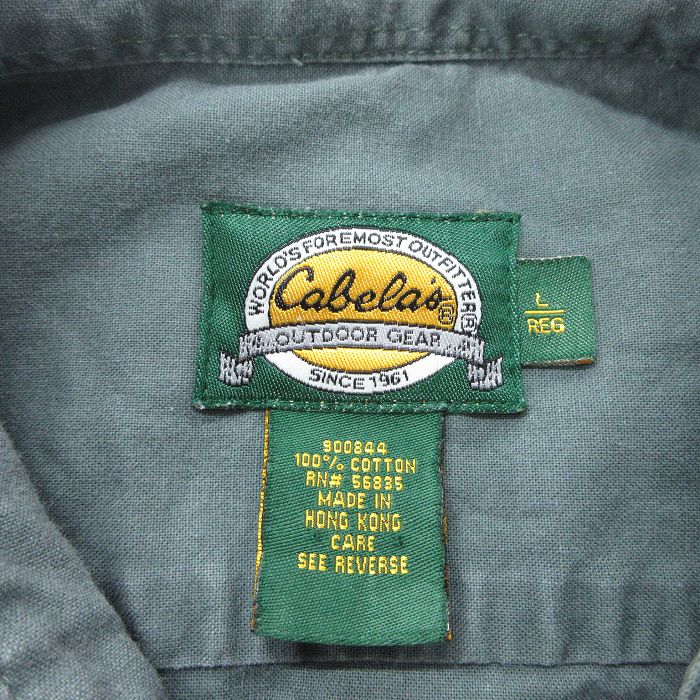 WORLD'S FOREMOST OUTFITTER®
Cabela's®
OUTDOOR GEAR
SINCE 1961
L
REG
900844
100% COTTON
RN# 56835
MADE IN
HONG KONG
CARE
SEE REVERSE